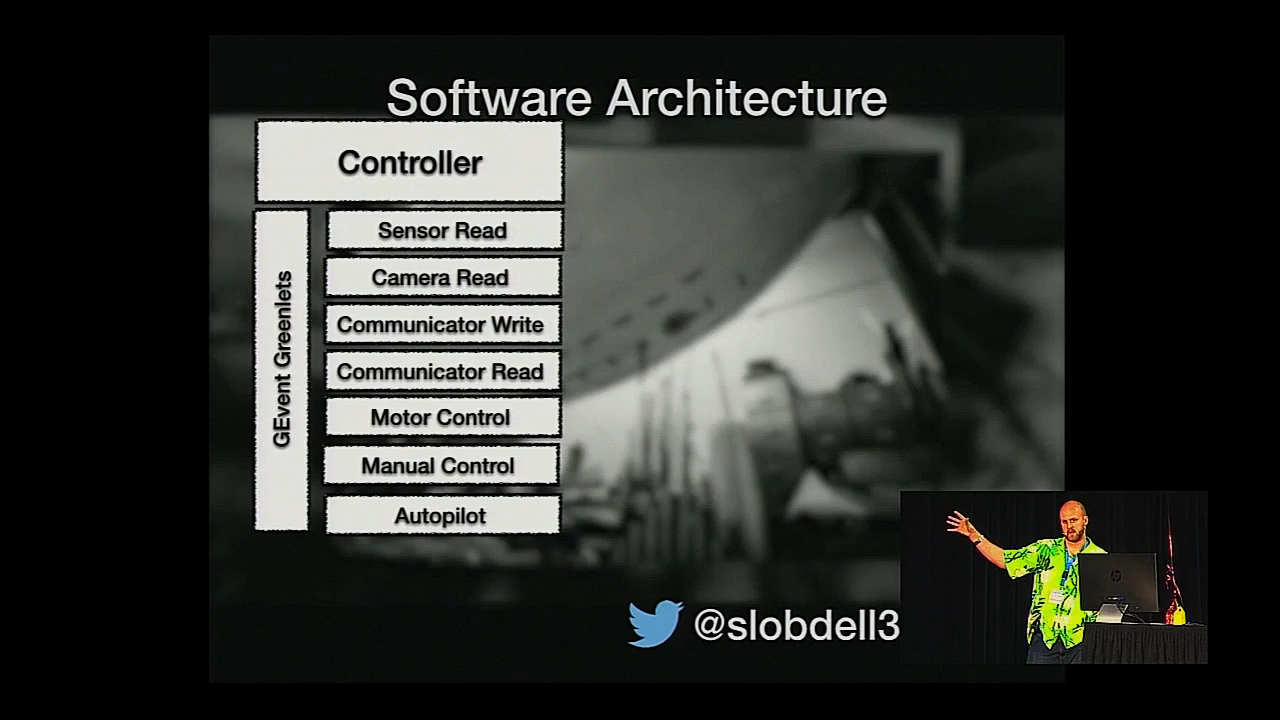 Software Architecture
Controller
GEvent Greenlets
Sensor Read
Camera Read
Communicator Write
Communicator Read
Motor Control
Manual Control
Autopilot
@slobdell3
hp